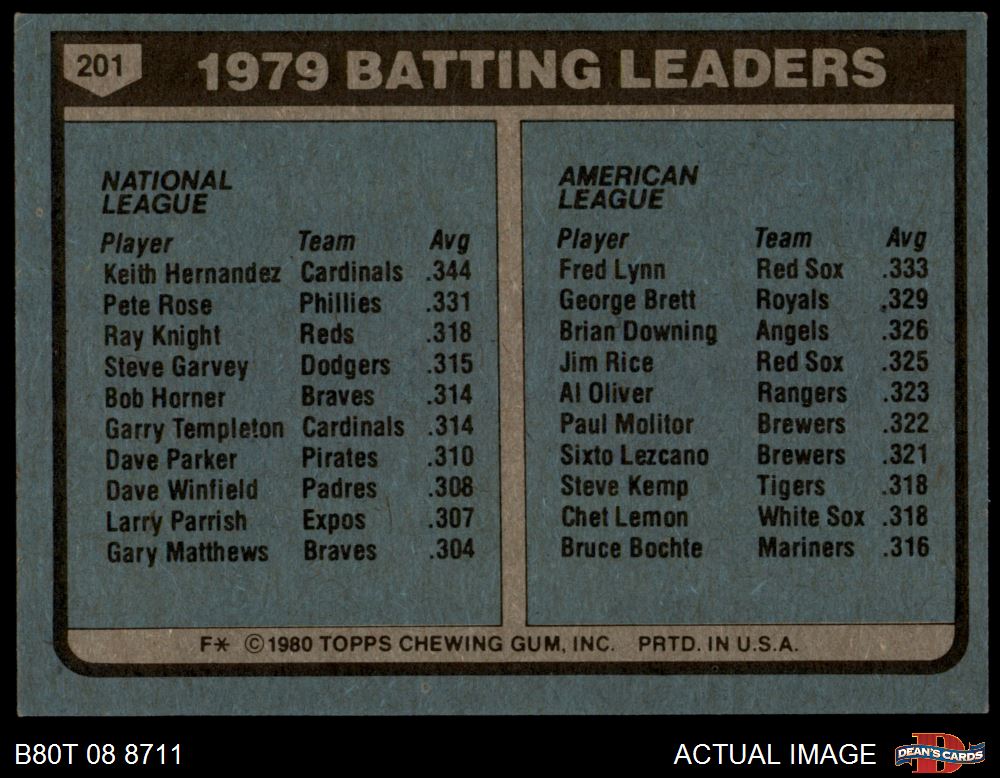 201
1979 BATTING LEADERS
NATIONAL
LEAGUE
Player Team Avg
Keith Hernandez Cardinals .344
Pete Rose Phillies .331
Ray Knight Reds .318
Steve Garvey Dodgers .315
Bob Horner Braves .314
Garry Templeton Cardinals .314
Dave Parker Pirates .310
Dave Winfield Padres .308
Larry Parrish Expos .307
Gary Matthews Braves .304
AMERICAN
LEAGUE
Player Team Avg
Fred Lynn Red Sox .333
George Brett Royals .329
Brian Downing Angels .326
Jim Rice Red Sox .325
Al Oliver Rangers .323
Paul Molitor Brewers .322
Sixto Lezcano Brewers .321
Steve Kemp Tigers .318
Chet Lemon White Sox .318
Bruce Bochte Mariners .316
F* ©1980 TOPPS CHEWING GUM, INC. PRTD. IN U.S.A.
B80T 08 8711
ACTUAL IMAGE
D
DEAN'S CARDS